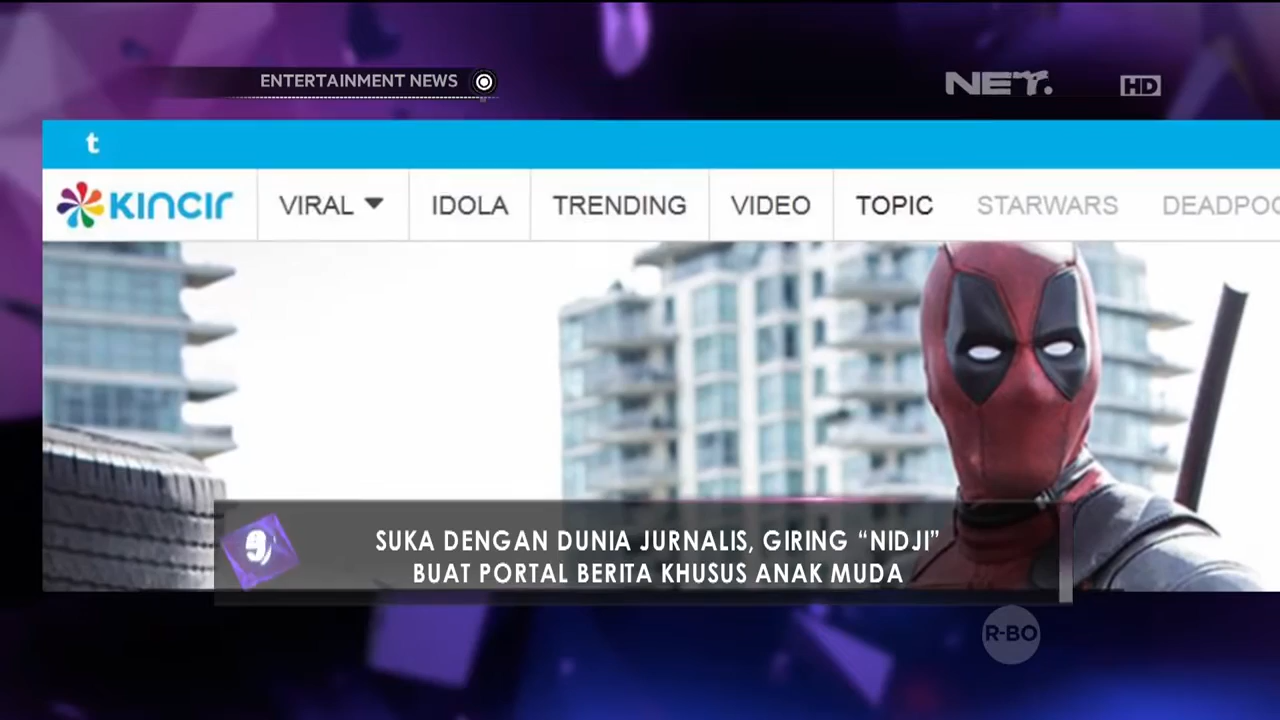 ENTERTAINMENT NEWS
NET.
HD
t
KINCIR
VIRAL
IDOLA
TRENDING
VIDEO
TOPIC
STARWARS
DEADPOO
9
SUKA DENGAN DUNIA JURNALIS, GIRING “NIDJI”
BUAT PORTAL BERITA KHUSUS ANAK MUDA
R-BO